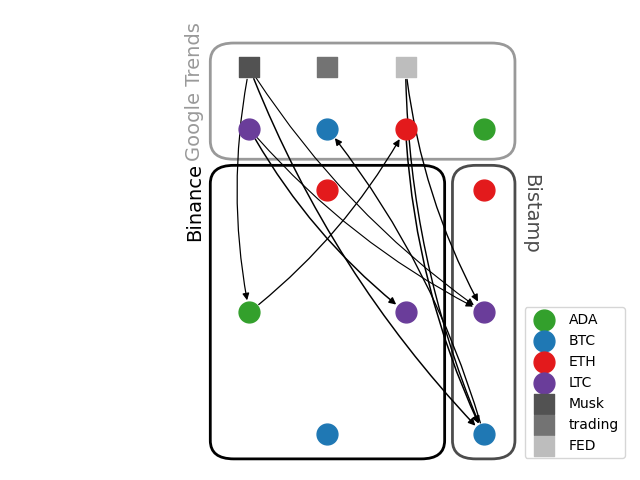 Google Trends
Binance
Bistamp
ADA
BTC
ETH
LTC
Musk
trading
FED